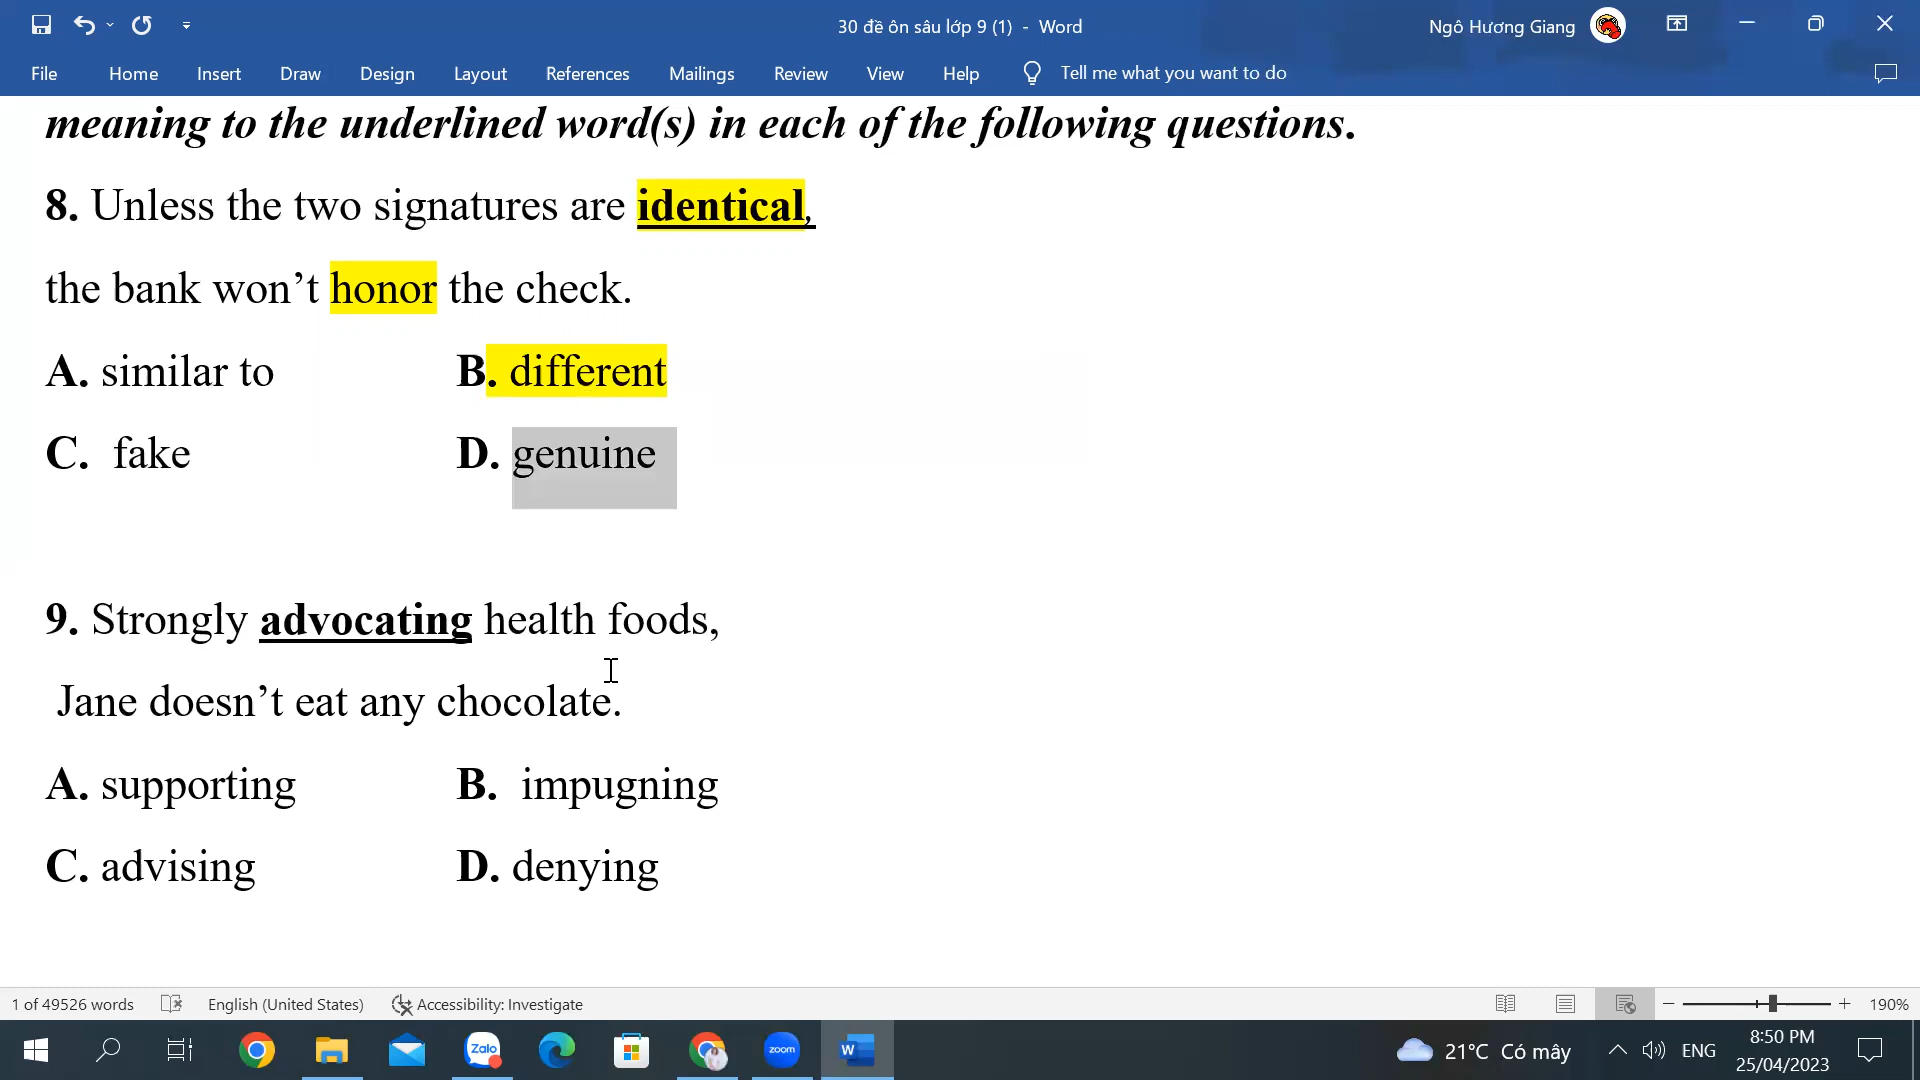 30 đề ôn sâu lớp 9 (1) - Word
Ngô Hương Giang
File Home Insert Draw Design Layout References Mailings Review View Help Tell me what you want to do
meaning to the underlined word(s) in each of the following questions.
8. Unless the two signatures are identical,
the bank won’t honor the check.
A. similar to B. different
C. fake D. genuine
9. Strongly advocating health foods,
Jane doesn’t eat any chocolate.
A. supporting B. impugning
C. advising D. denying
1 of 49526 words English (United States) Accessibility: Investigate 190%
Zalo zoom W 21°C Có mây ENG 8:50 PM
25/04/2023